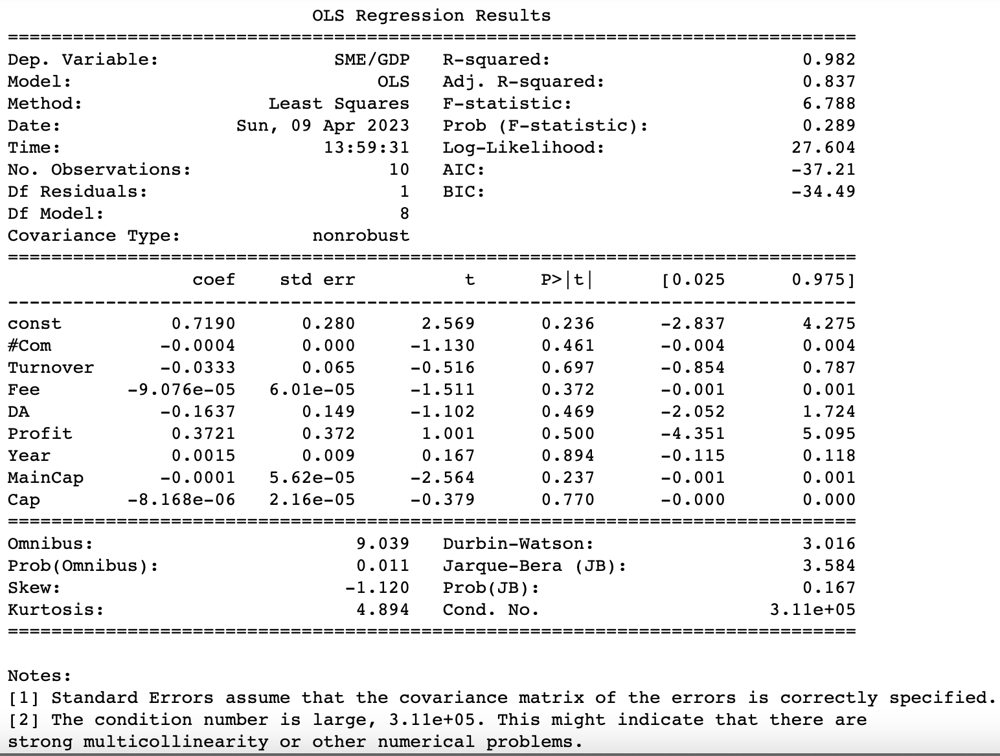 OLS Regression Results
==============================================================================
Dep. Variable: SME/GDP R-squared: 0.982
Model: OLS Adj. R-squared: 0.837
Method: Least Squares F-statistic: 6.788
Date: Sun, 09 Apr 2023 Prob (F-statistic): 0.289
Time: 13:59:31 Log-Likelihood: 27.604
No. Observations: 10 AIC: -37.21
Df Residuals: 1 BIC: -34.49
Df Model: 8
Covariance Type: nonrobust
==============================================================================
coef std err t P>|t| [0.025 0.975]
------------------------------------------------------------------------------
const 0.7190 0.280 2.569 0.236 -2.837 4.275
#Com -0.0004 0.000 -1.130 0.461 -0.004 0.004
Turnover -0.0333 0.065 -0.516 0.697 -0.854 0.787
Fee -9.076e-05 6.01e-05 -1.511 0.372 -0.001 0.001
DA -0.1637 0.149 -1.102 0.469 -2.052 1.724
Profit 0.3721 0.372 1.001 0.500 -4.351 5.095
Year 0.0015 0.009 0.167 0.894 -0.115 0.118
MainCap -0.0001 5.62e-05 -2.564 0.237 -0.001 0.001
Cap -8.168e-06 2.16e-05 -0.379 0.770 -0.000 0.000
==============================================================================
Omnibus: 9.039 Durbin-Watson: 3.016
Prob(Omnibus): 0.011 Jarque-Bera (JB): 3.584
Skew: -1.120 Prob(JB): 0.167
Kurtosis: 4.894 Cond. No. 3.11e+05
==============================================================================
Notes:
[1] Standard Errors assume that the covariance matrix of the errors is correctly specified.
[2] The condition number is large, 3.11e+05. This might indicate that there are
strong multicollinearity or other numerical problems.